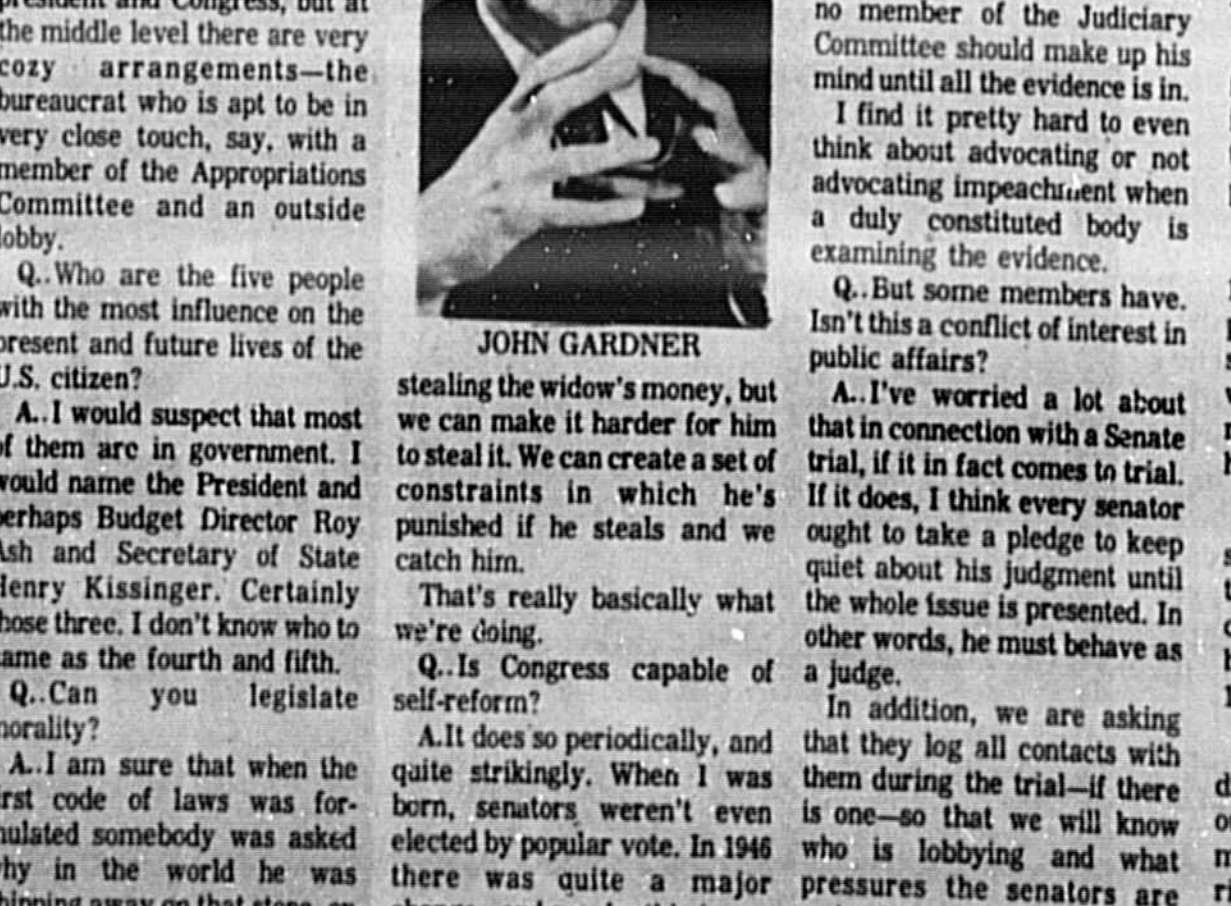 president and Congress, but at
the middle level there are very
cozy arrangements—the
bureaucrat who is apt to be in
very close touch, say, with a
member of the Appropriations
Committee and an outside
lobby.
Q..Who are the five people
with the most influence on the
present and future lives of the
U.S. citizen?
A..I would suspect that most
of them are in government. I
would name the President and
perhaps Budget Director Roy
Ash and Secretary of State
Henry Kissinger. Certainly
those three. I don't know who to
name as the fourth and fifth.
Q..Can you legislate
morality?
A..I am sure that when the
first code of laws was for-
mulated somebody was asked
why in the world he was
chipping away on that stone, or
JOHN GARDNER
stealing the widow's money, but
we can make it harder for him
to steal it. We can create a set of
constraints in which he's
punished if he steals and we
catch him.
That's really basically what
we're doing.
Q..Is Congress capable of
self-reform?
A.It does so periodically, and
quite strikingly. When I was
born, senators weren't even
elected by popular vote. In 1946
there was quite a major
no member of the Judiciary
Committee should make up his
mind until all the evidence is in.
I find it pretty hard to even
think about advocating or not
advocating impeachment when
a duly constituted body is
examining the evidence.
Q..But some members have.
Isn't this a conflict of interest in
public affairs?
A..I've worried a lot about
that in connection with a Senate
trial, if it in fact comes to trial.
If it does, I think every senator
ought to take a pledge to keep
quiet about his judgment until
the whole issue is presented. In
other words, he must behave as
a judge.
In addition, we are asking
that they log all contacts with
them during the trial—if there
is one—so that we will know
who is lobbying and what
pressures the senators are